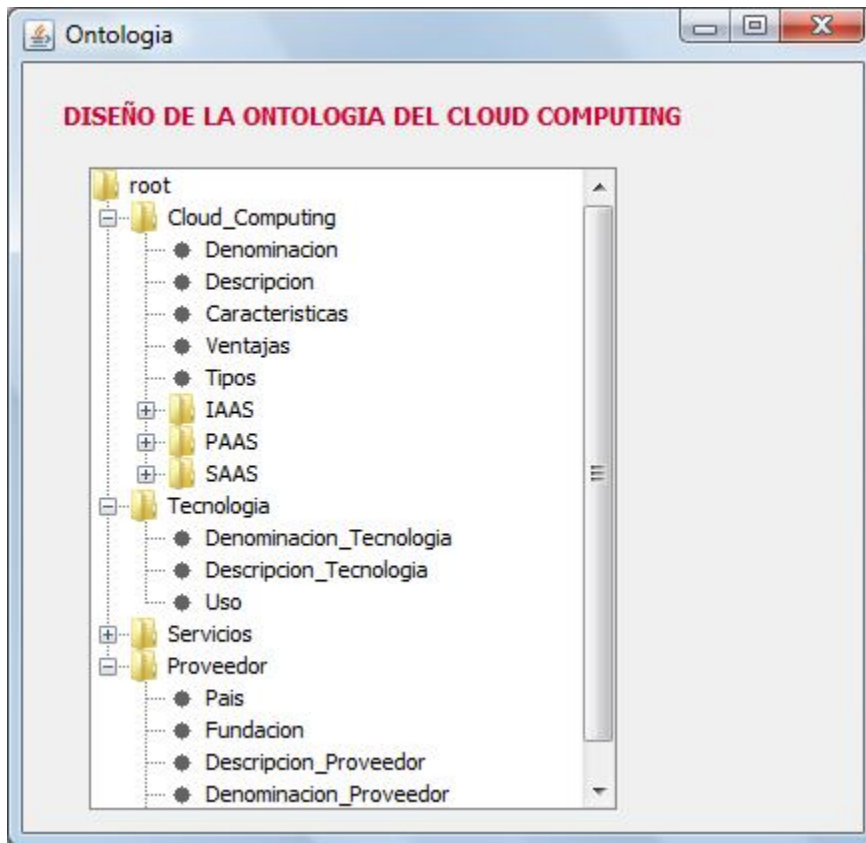 Ontologia
DISEÑO DE LA ONTOLOGIA DEL CLOUD COMPUTING
root
Cloud_Computing
Denominacion
Descripcion
Caracteristicas
Ventajas
Tipos
IAAS
PAAS
SAAS
Tecnologia
Denominacion_Tecnologia
Descripcion_Tecnologia
Uso
Servicios
Proveedor
Pais
Fundacion
Descripcion_Proveedor
Denominacion_Proveedor